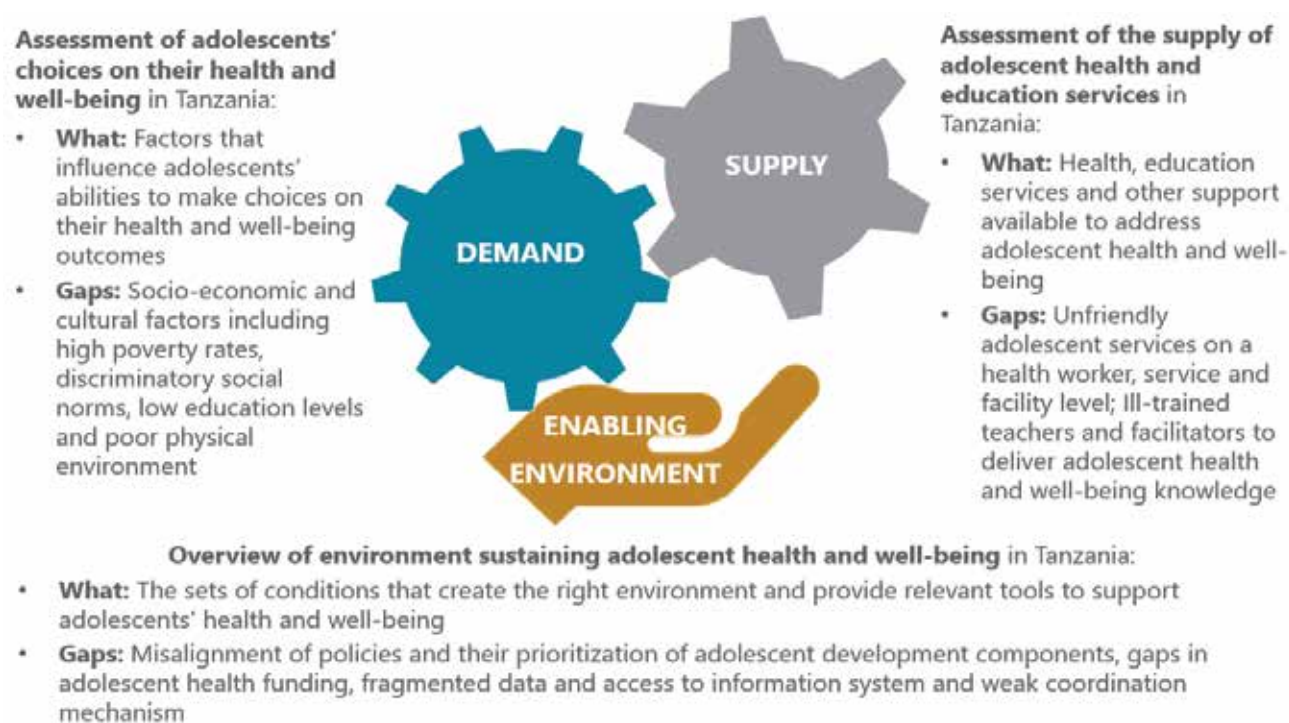 Assessment of adolescents'
choices on their health and
well-being in Tanzania:
• What: Factors that
influence adolescents'
abilities to make choices on
their health and well-being
outcomes
• Gaps: Socio-economic and
cultural factors including
high poverty rates,
discriminatory social
norms, low education levels
and poor physical
environment
DEMAND
SUPPLY
ENABLING
ENVIRONMENT
Assessment of the supply of
adolescent health and
education services in
Tanzania:
• What: Health, education
services and other support
available to address
adolescent health and well-
being
• Gaps: Unfriendly
adolescent services on a
health worker, service and
facility level; Ill-trained
teachers and facilitators to
deliver adolescent health
and well-being knowledge
Overview of environment sustaining adolescent health and well-being in Tanzania:
• What: The sets of conditions that create the right environment and provide relevant tools to support
adolescents' health and well-being
• Gaps: Misalignment of policies and their prioritization of adolescent development components, gaps in
adolescent health funding, fragmented data and access to information system and weak coordination
mechanism